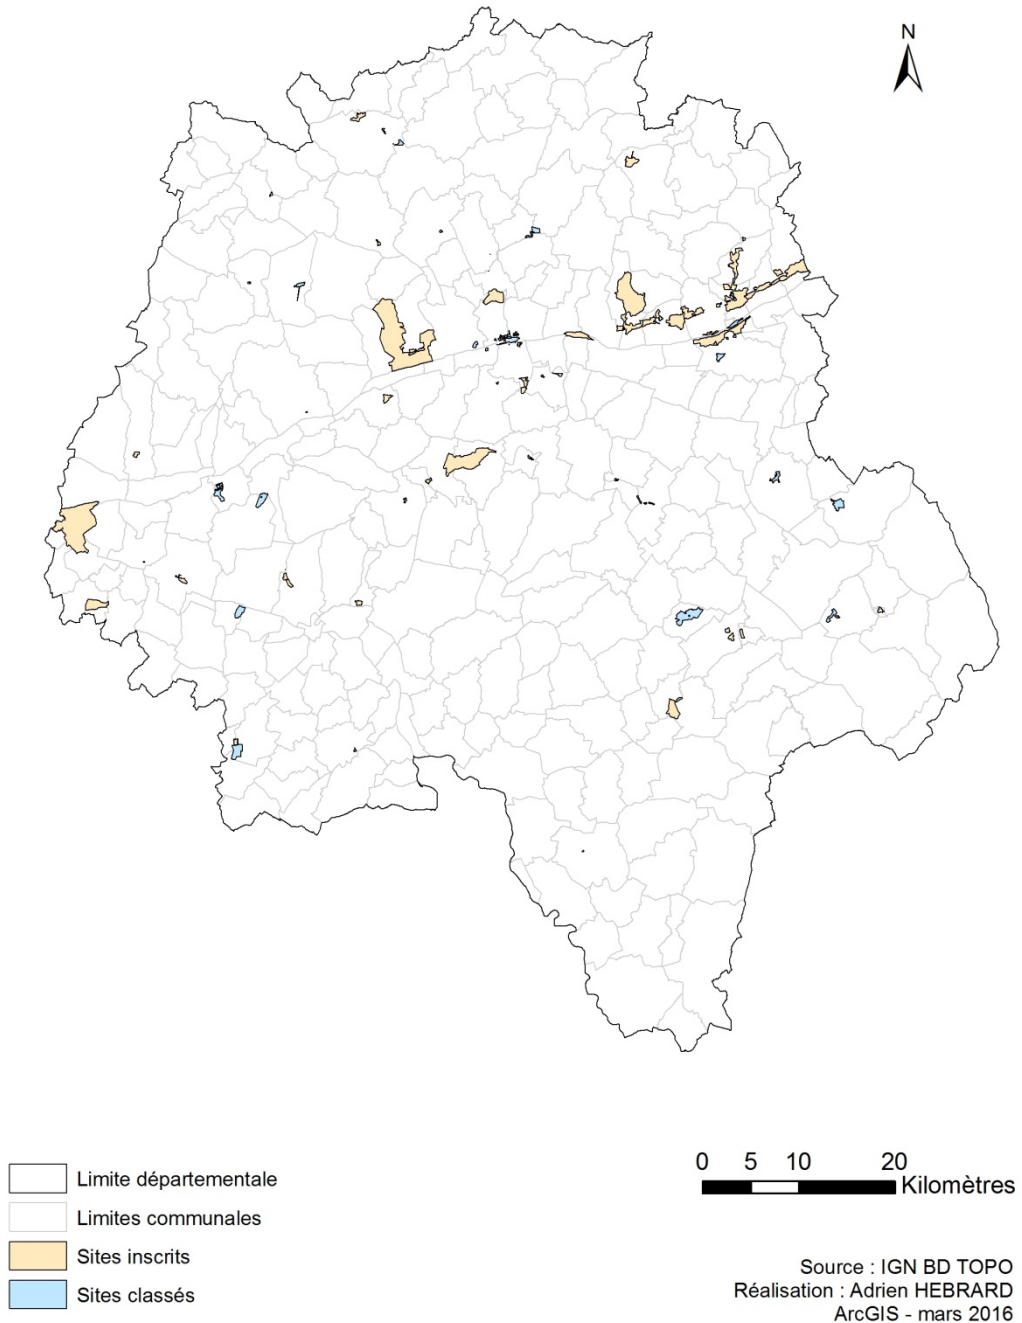 N
Limite départementale
Limites communales
Sites inscrits
Sites classés
0 5 10 20
Kilomètres
Source : IGN BD TOPO
Réalisation : Adrien HEBRARD
ArcGIS - mars 2016